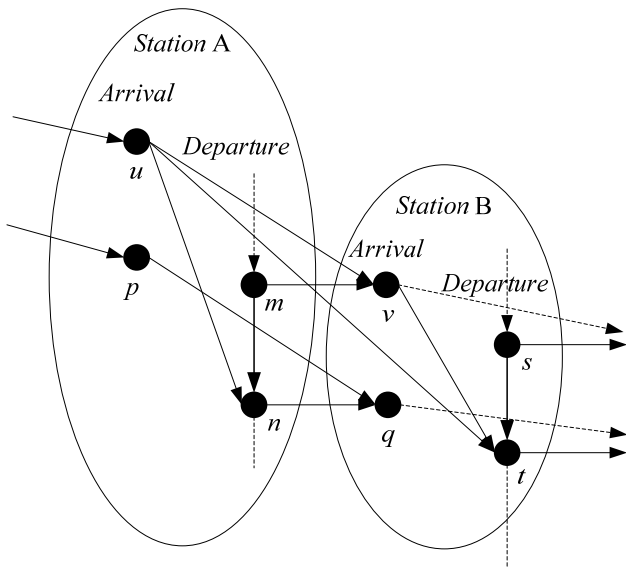 Station A
Arrival
Departure
u
Station B
Arrival
p
Departure
m
v
s
n
q
t